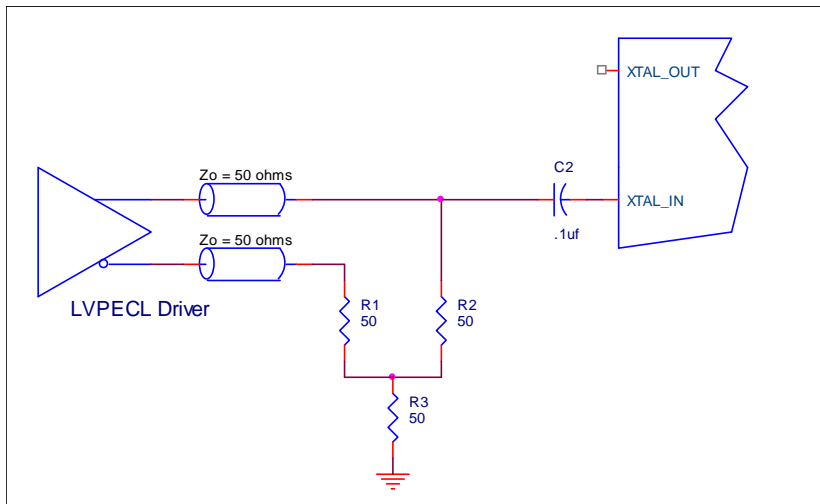 XTAL_OUT
Zo = 50 ohms
C2
XTAL_IN
.1uf
Zo = 50 ohms
LVPECL Driver
R1
50
R2
50
R3
50